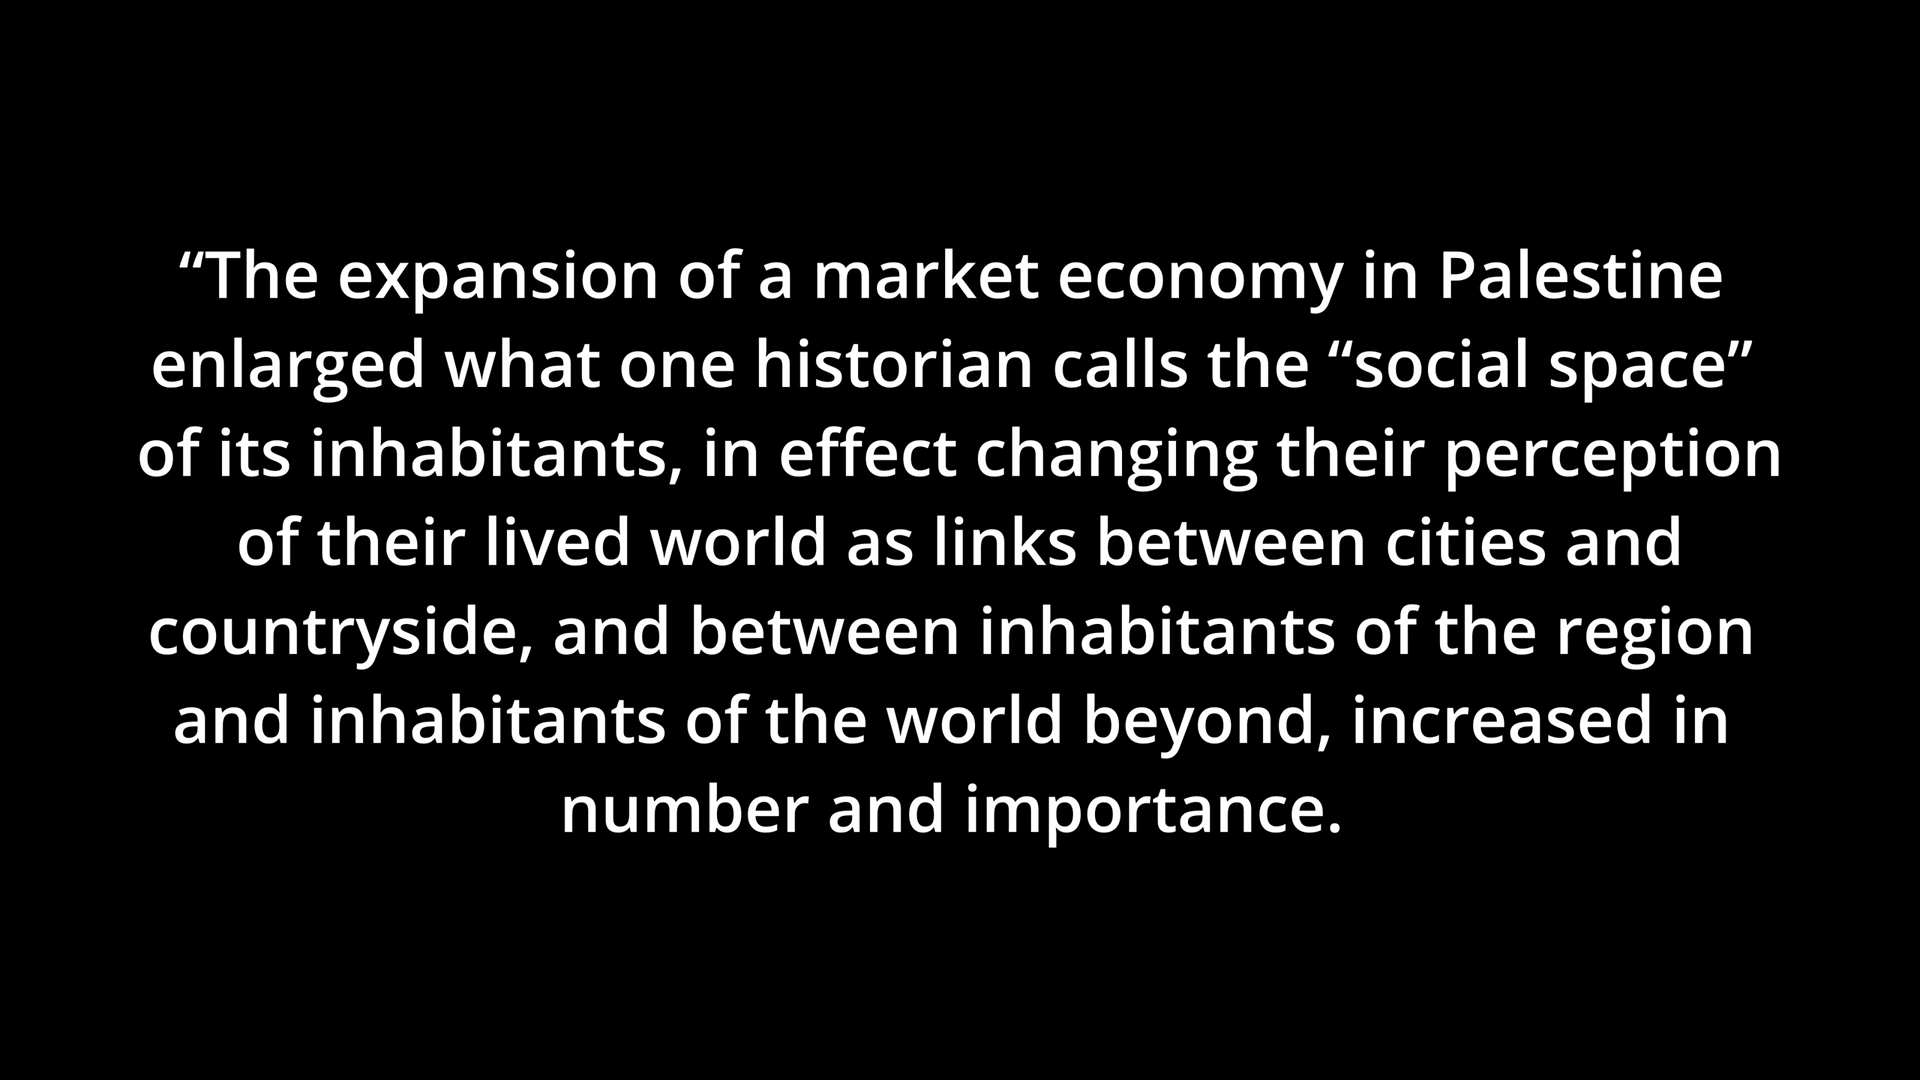 “The expansion of a market economy in Palestine
enlarged what one historian calls the “social space”
of its inhabitants, in effect changing their perception
of their lived world as links between cities and
countryside, and between inhabitants of the region
and inhabitants of the world beyond, increased in
number and importance.